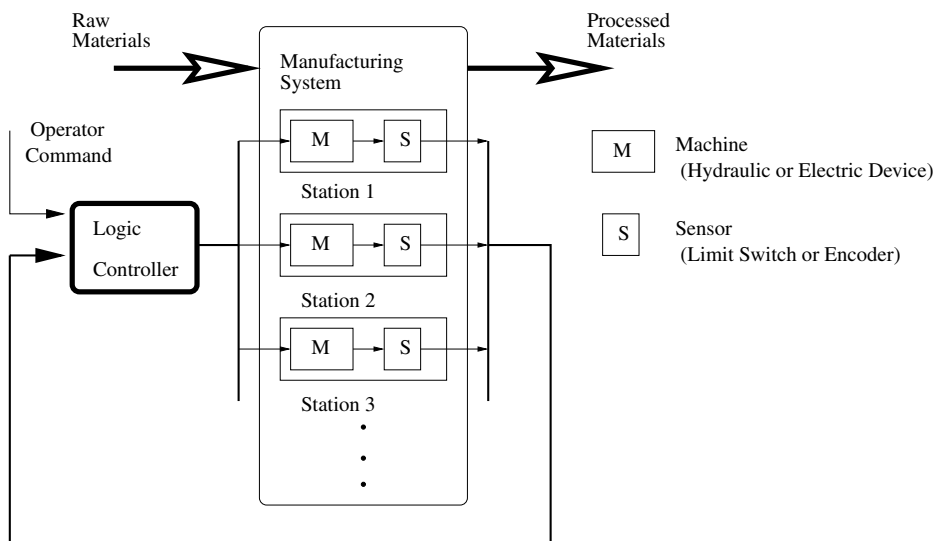 Raw
Materials
Processed
Materials
Manufacturing
System
Operator
Command
Logic
Controller
M
S
Station 1
M
S
Station 2
M
S
Station 3
M
Machine
(Hydraulic or Electric Device)
S
Sensor
(Limit Switch or Encoder)